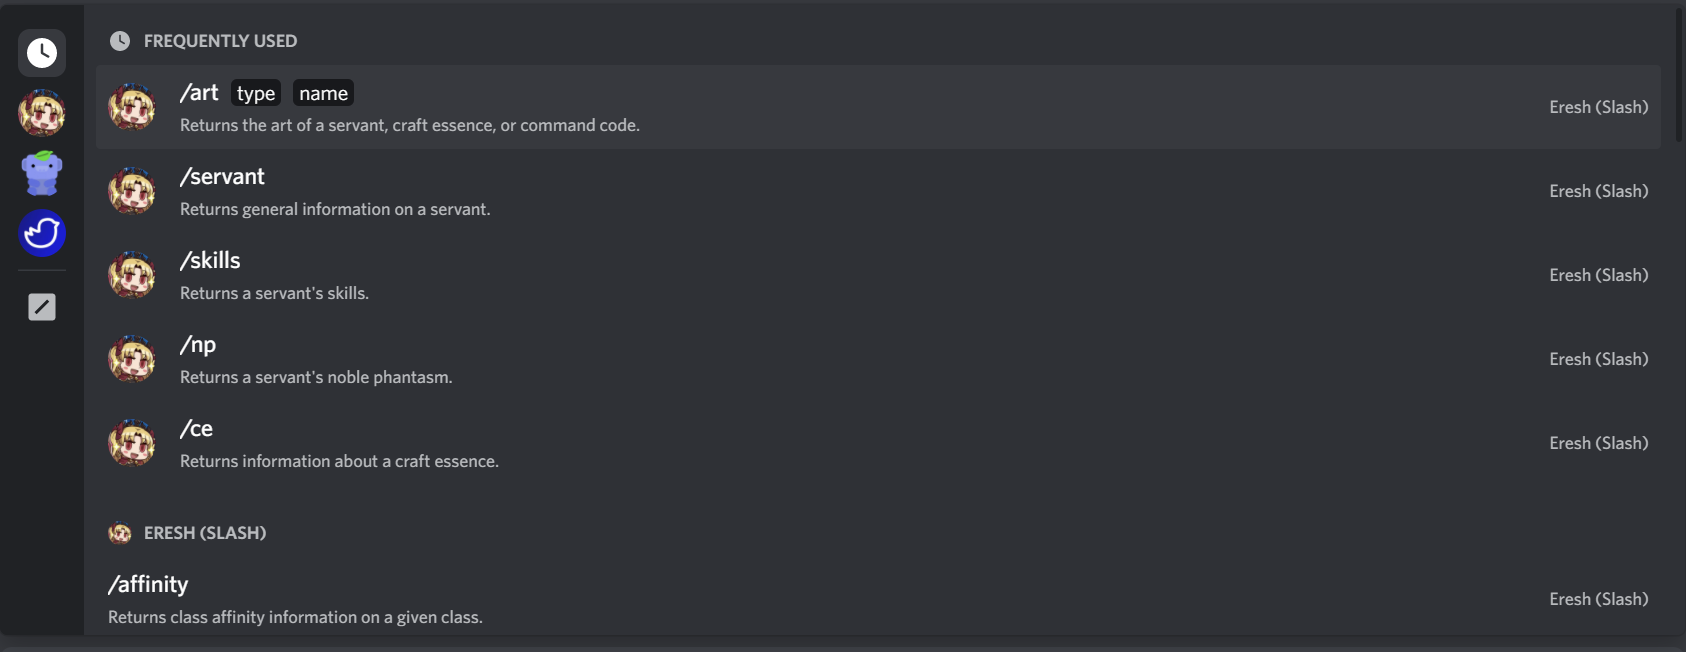 FREQUENTLY USED
/art type name
Returns the art of a servant, craft essence, or command code.
Eresh (Slash)
/servant
Returns general information on a servant.
Eresh (Slash)
/skills
Returns a servant's skills.
Eresh (Slash)
/np
Returns a servant's noble phantasm.
Eresh (Slash)
/ce
Returns information about a craft essence.
Eresh (Slash)
ERESH (SLASH)
/affinity
Returns class affinity information on a given class.
Eresh (Slash)